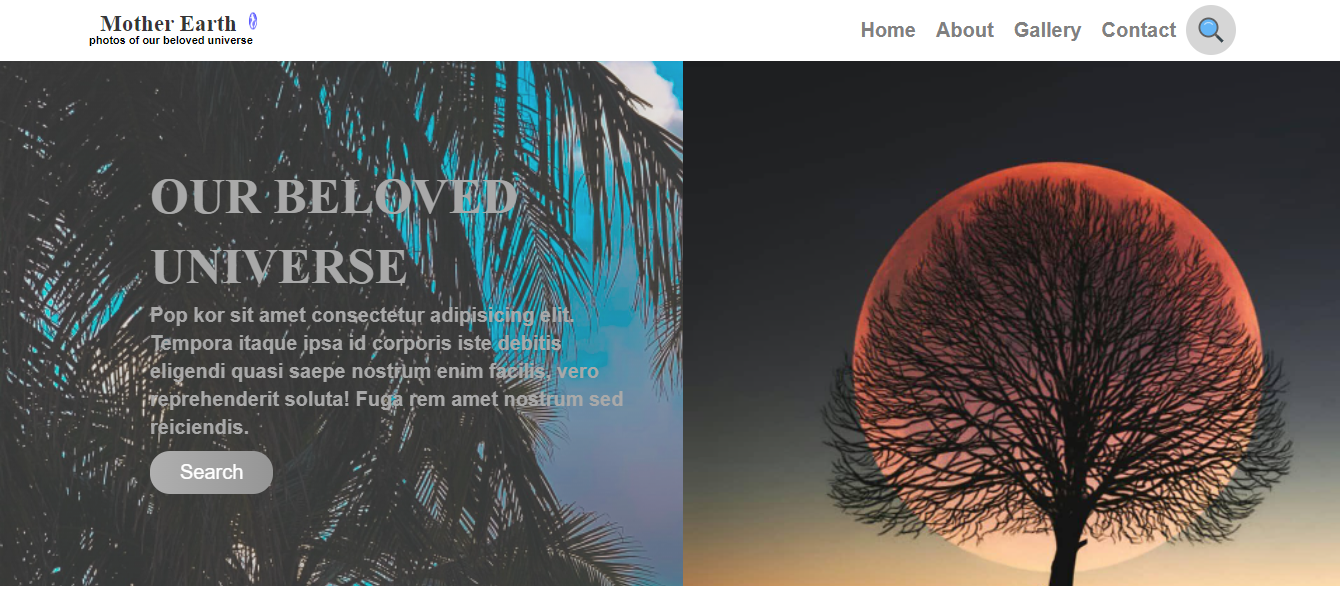 Mother Earth
photos of our beloved universe
Home About Gallery Contact
OUR BELOVED
UNIVERSE
Pop kor sit amet consectetur adipisicing elit.
Tempora itaque ipsa id corporis iste debitis
eligendi quasi saepe nostrum enim facilis, vero
reprehenderit soluta! Fuga rem amet nostrum sed
reiciendis.
Search